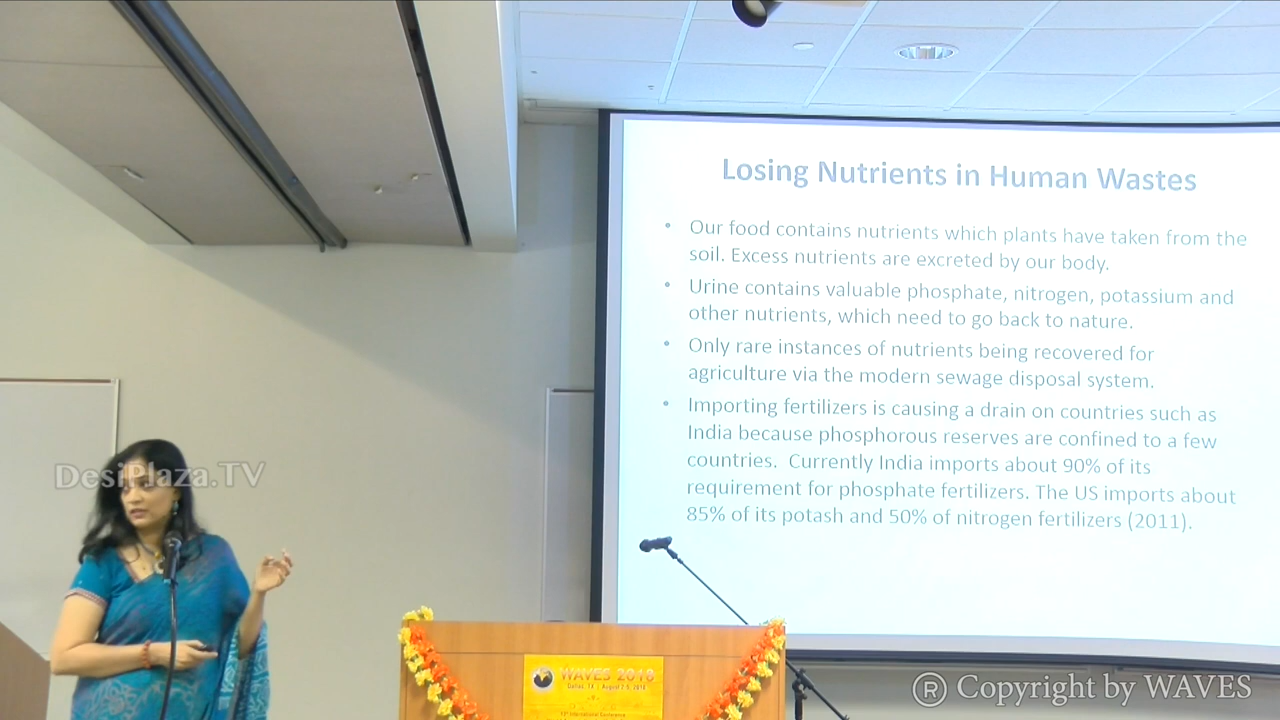 Losing Nutrients in Human Wastes
• Our food contains nutrients which plants have taken from the
soil. Excess nutrients are excreted by our body.
• Urine contains valuable phosphate, nitrogen, potassium and
other nutrients, which need to go back to nature.
• Only rare instances of nutrients being recovered for
agriculture via the modern sewage disposal system.
• Importing fertilizers is causing a drain on countries such as
India because phosphorous reserves are confined to a few
countries. Currently India imports about 90% of its
requirement for phosphate fertilizers. The US imports about
85% of its potash and 50% of nitrogen fertilizers (2011).
DesiPlaza.TV
WAVES 2018
Dallas, TX
International Conference
® Copyright by WAVES